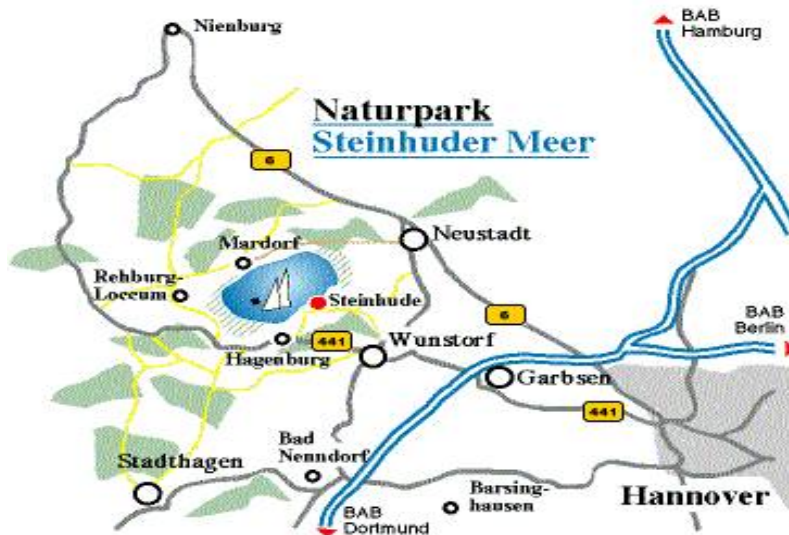 BAB
Hamburg
Nienburg
Naturpark
Steinhuder Meer
6
Neustadt
Mardorf
Rehburg-
Loccum
Steinhude
6
BAB
Berlin
441
Wunstorf
Hagenburg
Garbsen
441
Bad
Nenndorf
Stadthagen
Barsing-
hausen
Hannover
BAB
Dortmund